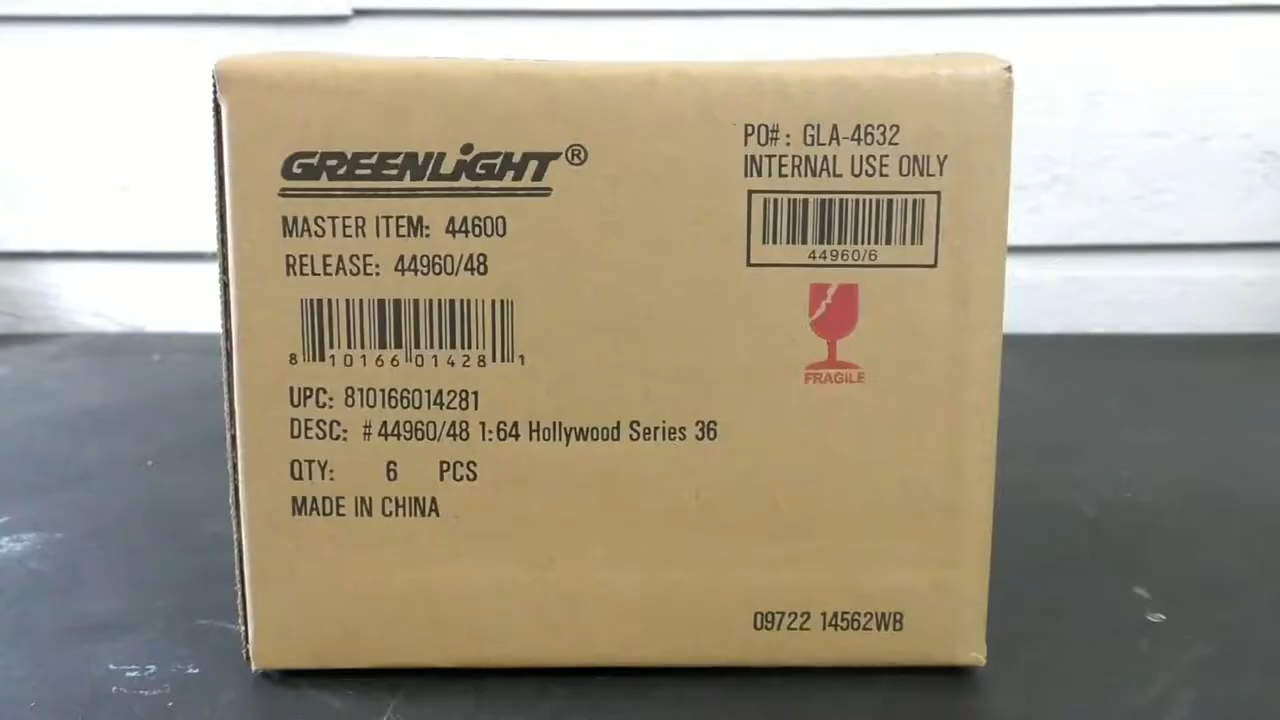 GREENLiGHT®
MASTER ITEM: 44600
RELEASE: 44960/48
8 10166 01428 1
UPC: 810166014281
DESC: #44960/48 1:64 Hollywood Series 36
QTY: 6 PCS
MADE IN CHINA
PO#: GLA-4632
INTERNAL USE ONLY
44960/6
FRAGILE
09722 14562WB